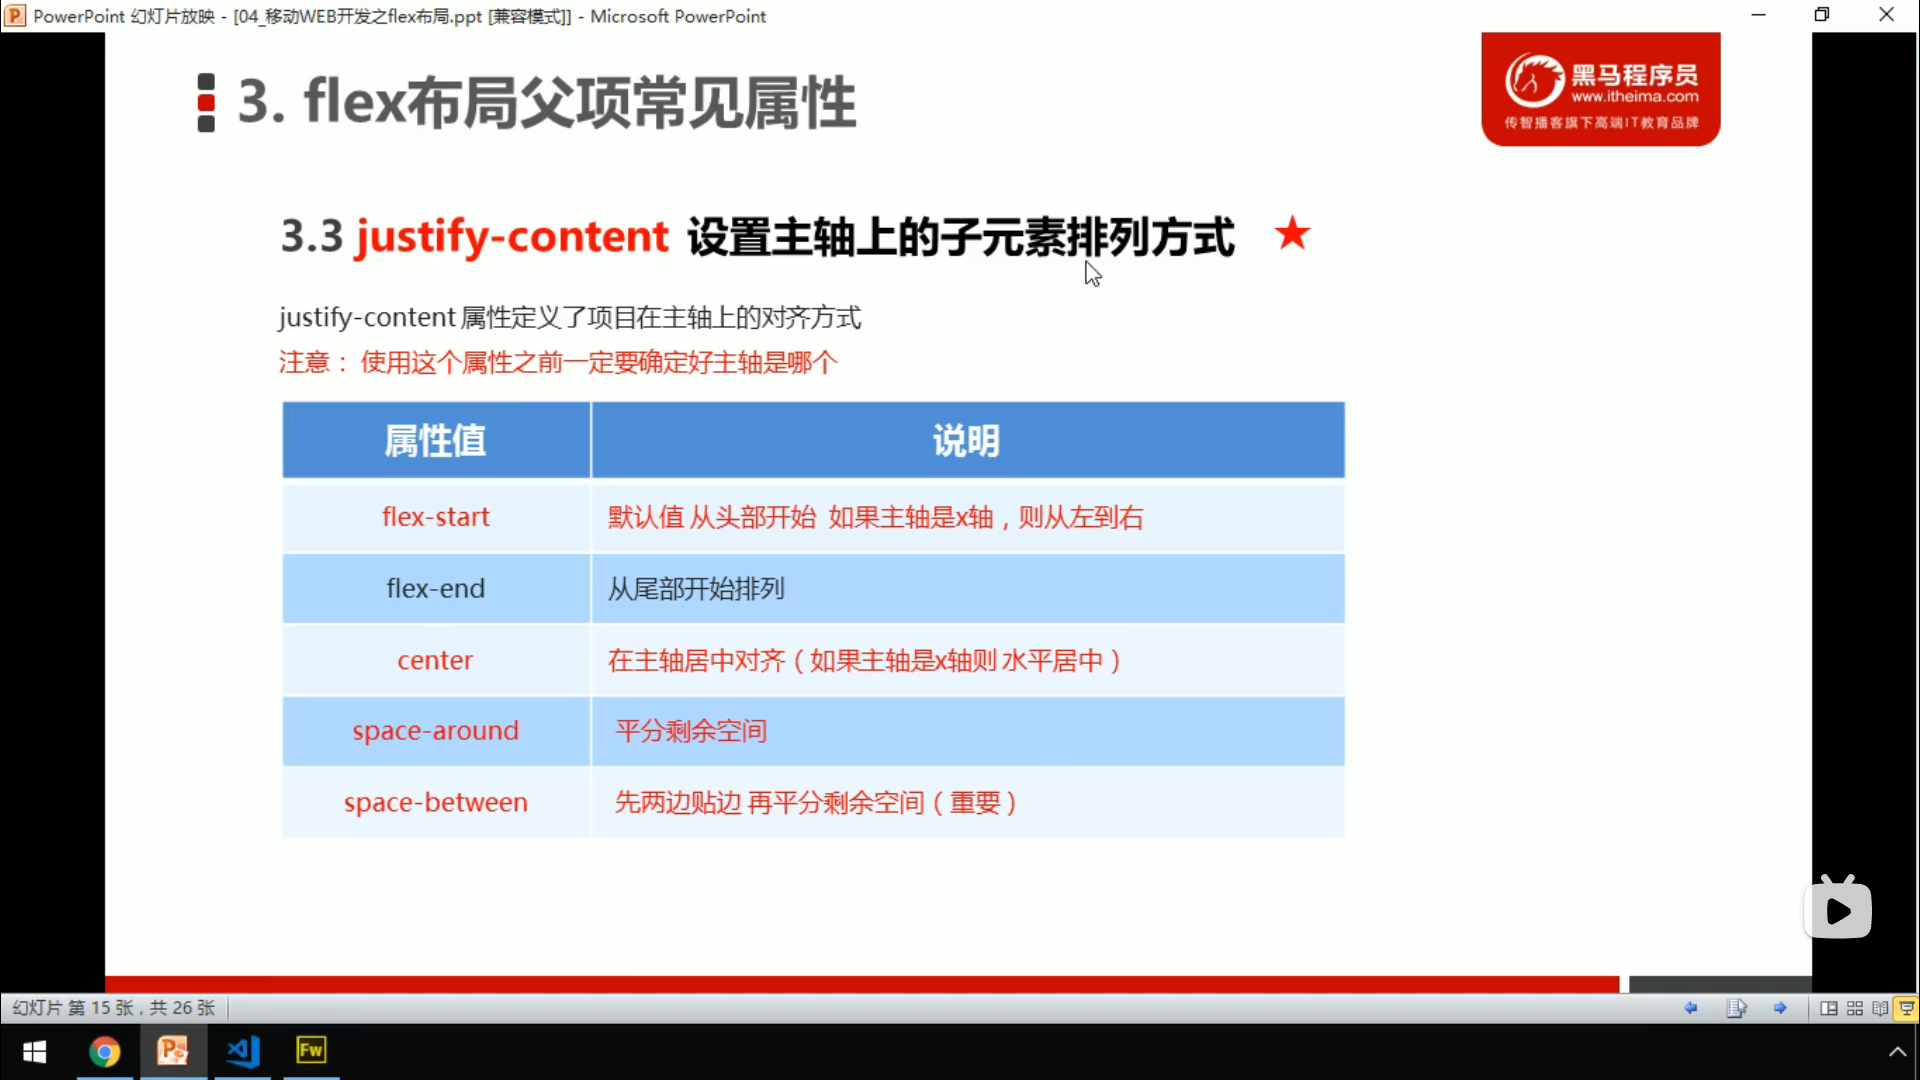 PowerPoint 幻灯片放映 - [04_移动WEB开发之flex布局.ppt [兼容模式]] - Microsoft PowerPoint
3. flex布局父项常见属性
黑马程序员
www.itheima.com
传智播客旗下高端IT教育品牌
3.3 justify-content 设置主轴上的子元素排列方式 ★
justify-content 属性定义了项目在主轴上的对齐方式
注意： 使用这个属性之前一定要确定好主轴是哪个
属性值 说明
flex-start 默认值 从头部开始 如果主轴是x轴，则从左到右
flex-end 从尾部开始排列
center 在主轴居中对齐（如果主轴是x轴则 水平居中）
space-around 平分剩余空间
space-between 先两边贴边 再平分剩余空间（重要）
幻灯片 第 15 张，共 26 张
Fw